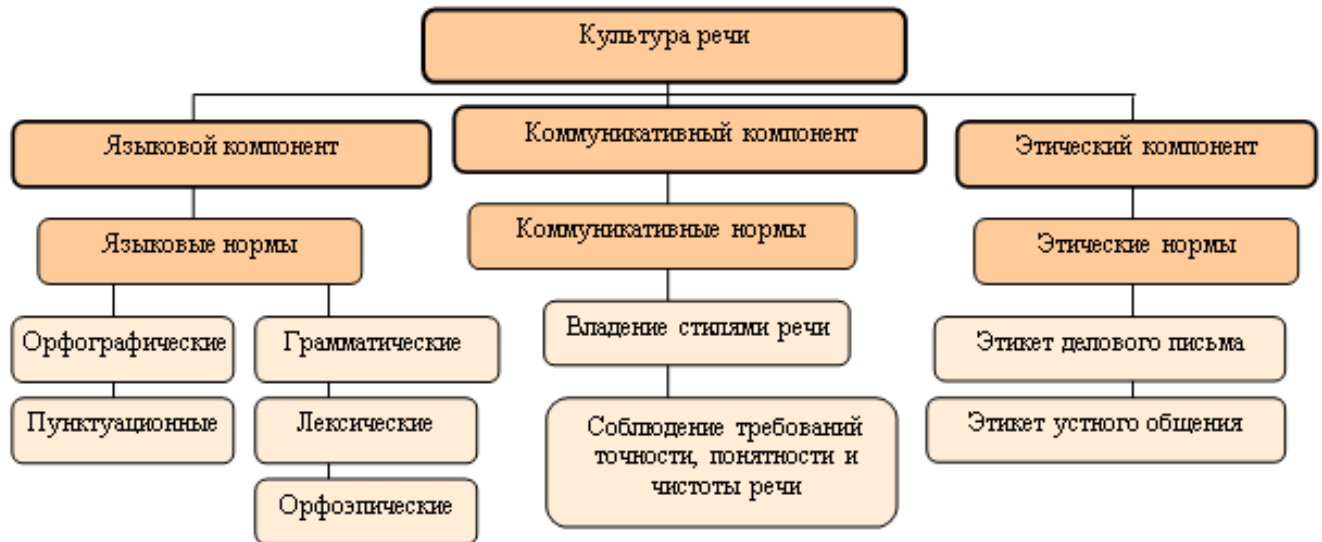 Культура речи
Языковой компонент
Коммуникативный компонент
Этический компонент
Языковые нормы
Коммуникативные нормы
Этические нормы
Орфографические
Грамматические
Владение стилями речи
Этикет делового письма
Пунктуационные
Лексические
Соблюдение требований
точности, понятности и
чистоты речи
Этикет устного общения
Орфоэпические